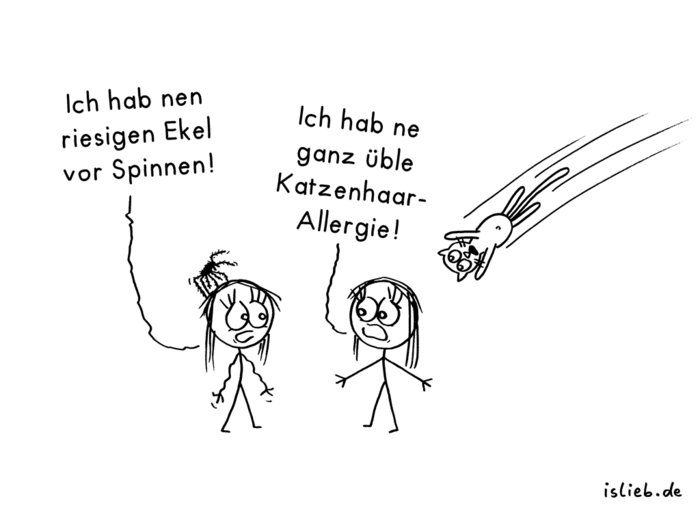 Ich hab nen
riesigen Ekel
vor Spinnen!
Ich hab ne
ganz üble
Katzenhaar-
Allergie!
islieb.de